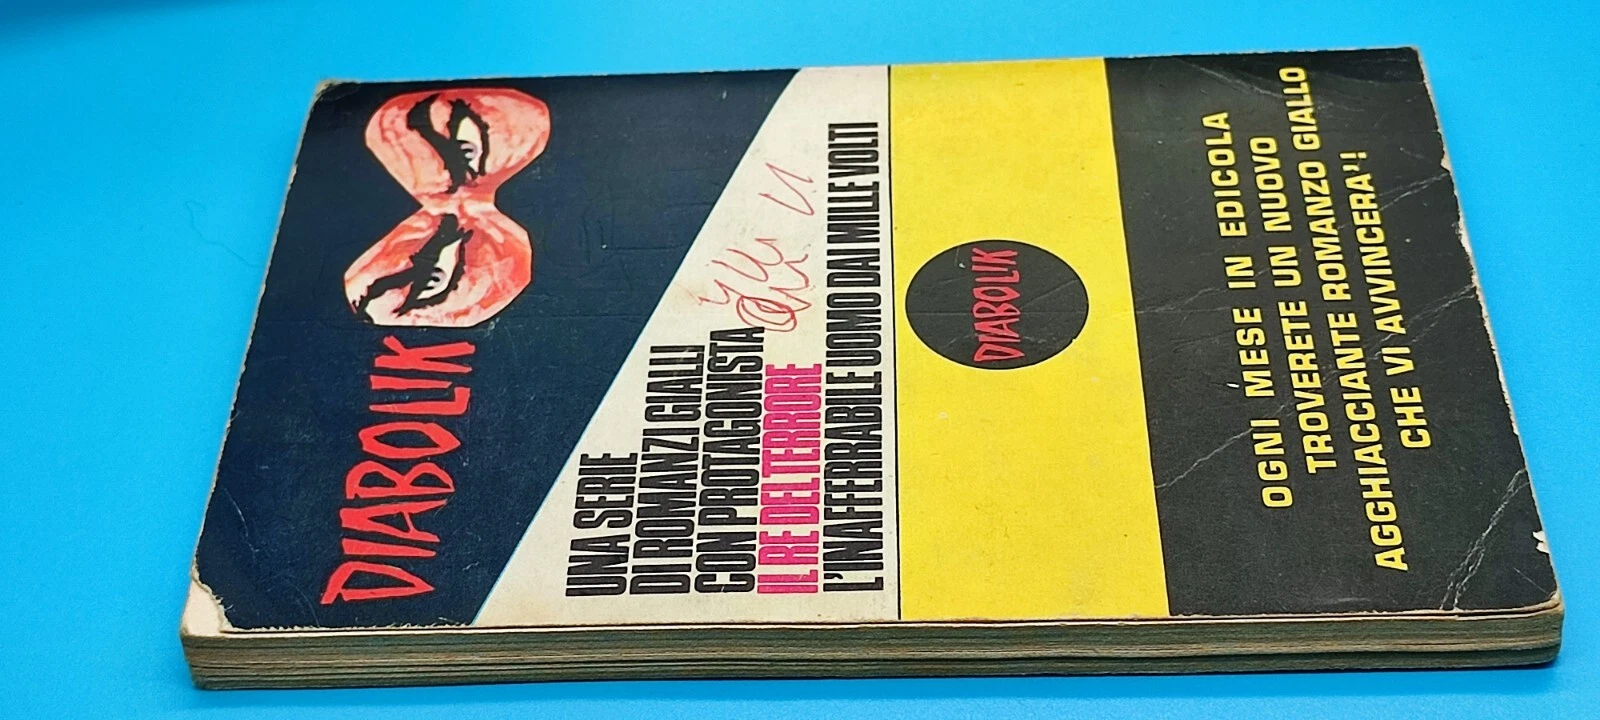 DIABOLIK
UNA SERIE
DI ROMANZI GIALLI
CON PROTAGONISTA
IL RE DEL TERRORE
L'INAFFERRABILE UOMO DAI MILLE VOLTI
DIABOLIK
OGNI MESE IN EDICOLA
TROVERETE UN NUOVO
AGGHIACCIANTE ROMANZO GIALLO
CHE VI AVVINCERA'!